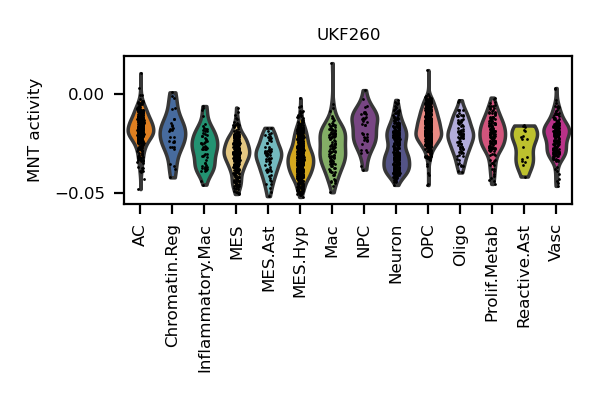 UKF260
MNT activity
0.00
−0.05
AC
Chromatin.Reg
Inflammatory.Mac
MES
MES.Ast
MES.Hyp
Mac
NPC
Neuron
OPC
Oligo
Prolif.Metab
Reactive.Ast
Vasc